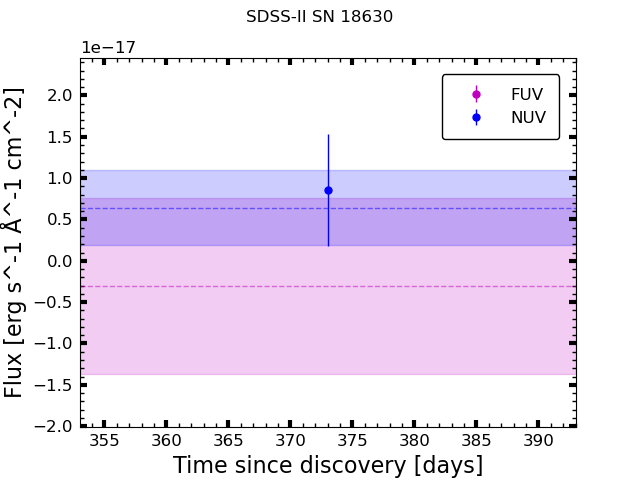 SDSS-II SN 18630
1e−17
FUV
NUV
2.0
1.5
1.0
0.5
0.0
−0.5
−1.0
−1.5
−2.0
Flux [erg s^-1 Å^-1 cm^-2]
355 360 365 370 375 380 385 390
Time since discovery [days]